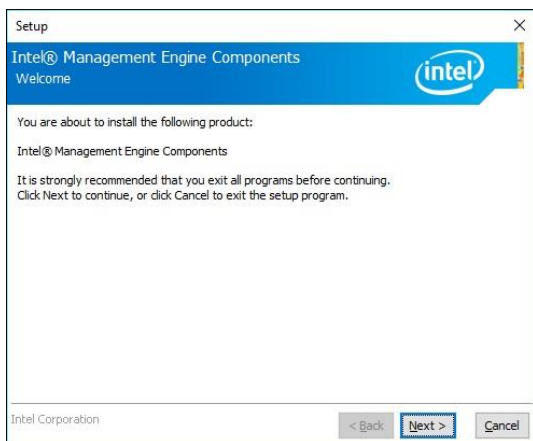 Setup
Intel® Management Engine Components
Welcome
intel
You are about to install the following product:
Intel® Management Engine Components
It is strongly recommended that you exit all programs before continuing.
Click Next to continue, or click Cancel to exit the setup program.
Intel Corporation
< Back Next > Cancel